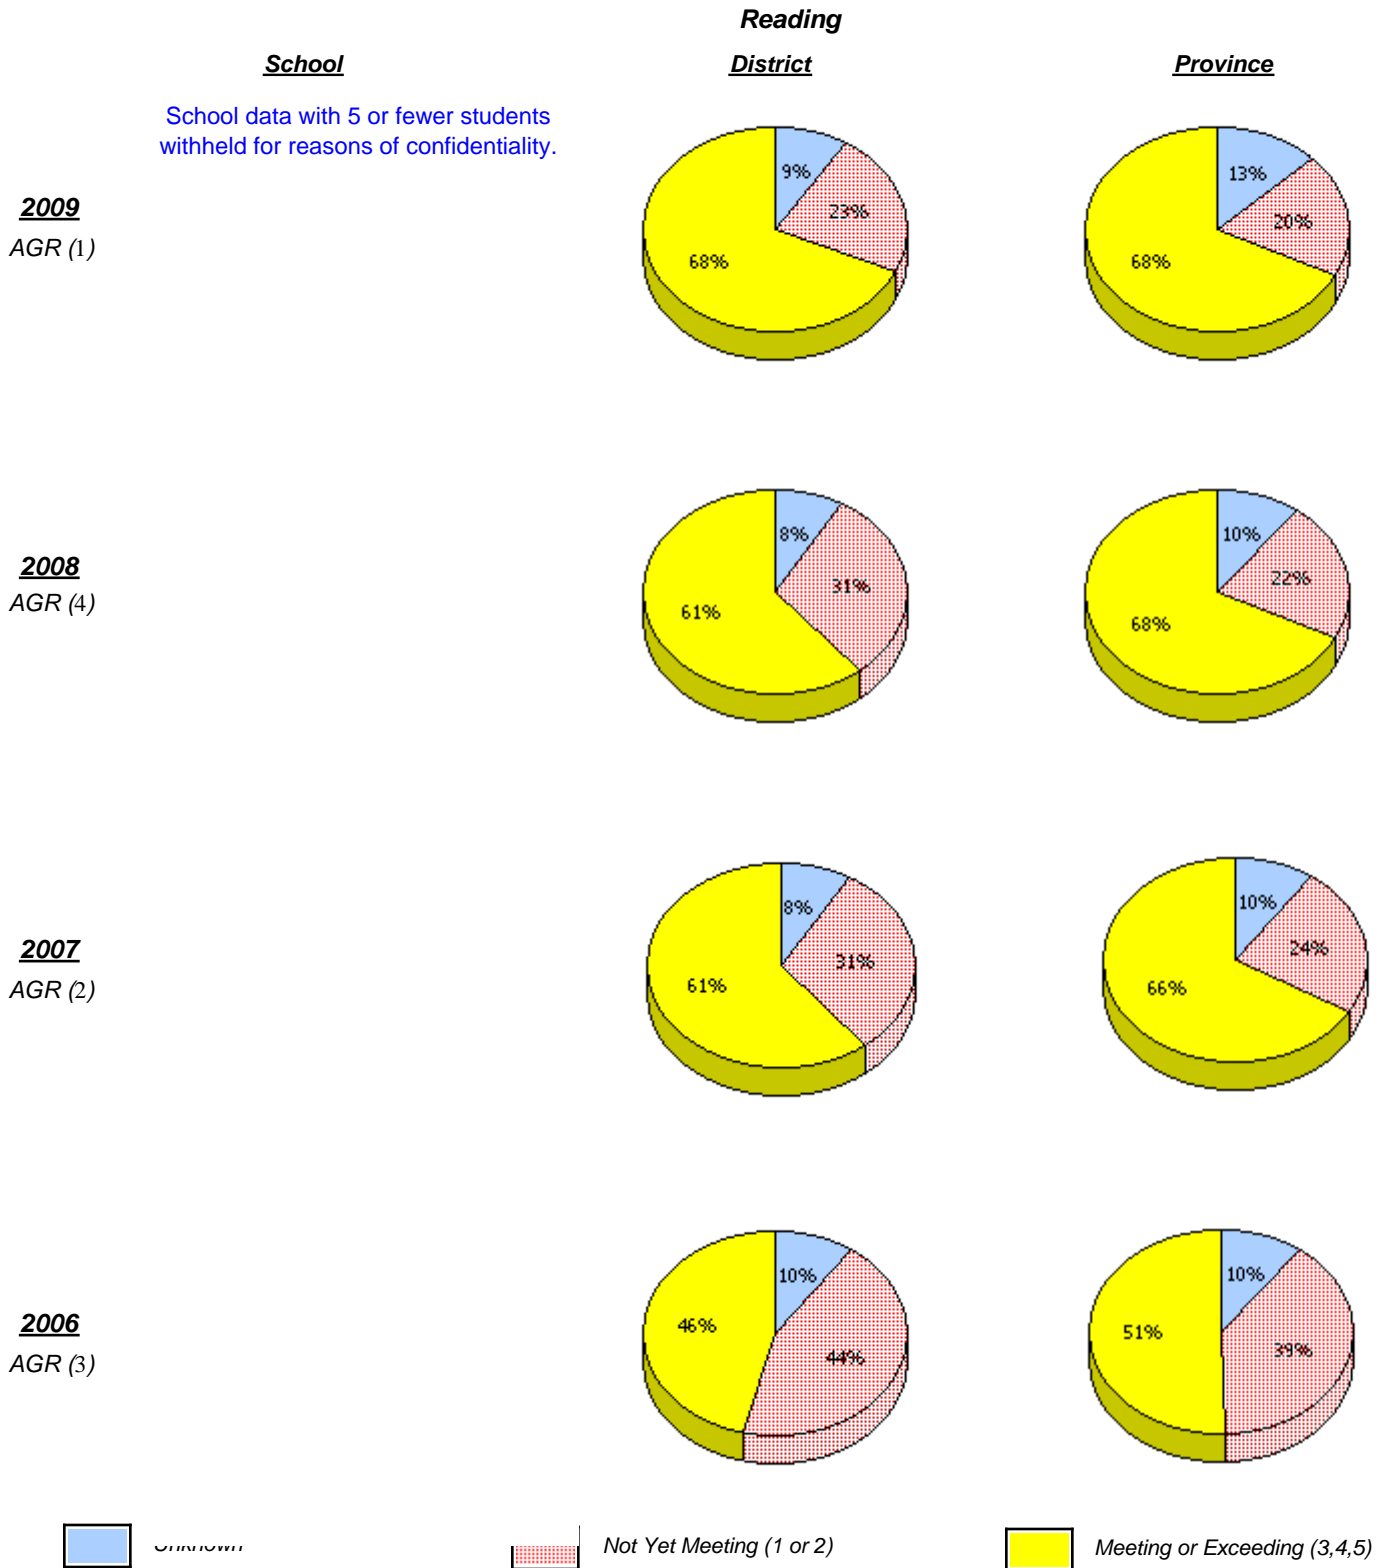 Reading
School
District
Province
School data with 5 or fewer students
withheld for reasons of confidentiality.
2009
AGR (1)
9%
23%
68%
13%
20%
68%
2008
AGR (4)
8%
31%
61%
10%
22%
68%
2007
AGR (2)
8%
31%
61%
10%
24%
66%
2006
AGR (3)
10%
44%
46%
10%
39%
51%
Unknown
Not Yet Meeting (1 or 2)
Meeting or Exceeding (3,4,5)